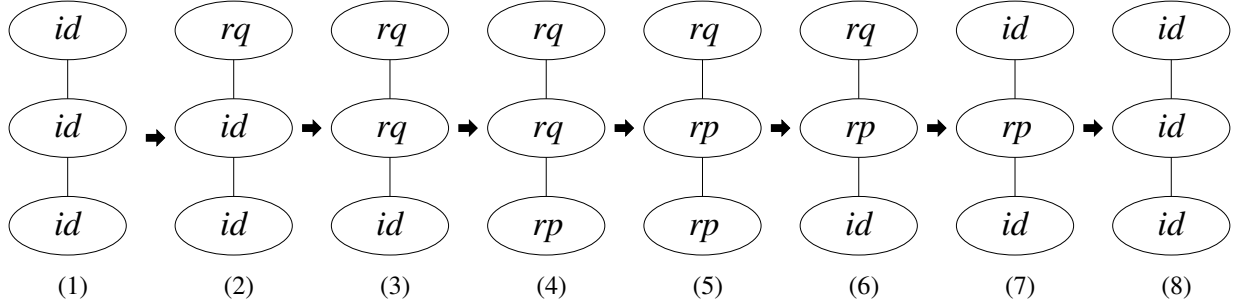 id rq rq rq rq rq id id
id id rq rq rp rp rp id
id id id rp rp id id id
(1) (2) (3) (4) (5) (6) (7) (8)